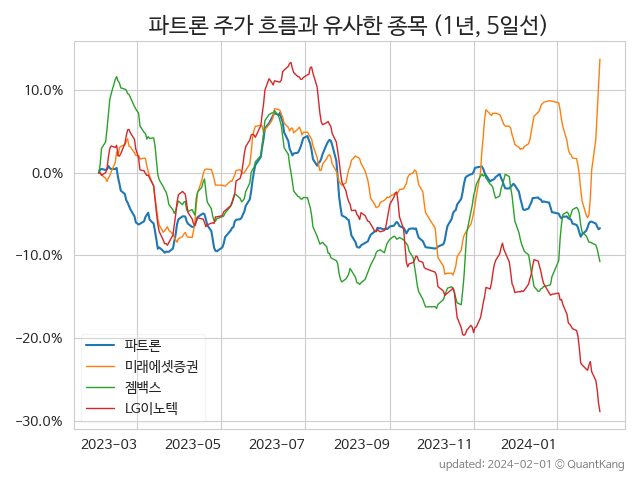 파트론 주가 흐름과 유사한 종목 (1년, 5일선)
10.0%
0.0%
−10.0%
−20.0%
−30.0%
파트론
미래에셋증권
젬백스
LG이노텍
2023-03 2023-05 2023-07 2023-09 2023-11 2024-01
updated: 2024-02-01 © QuantKang